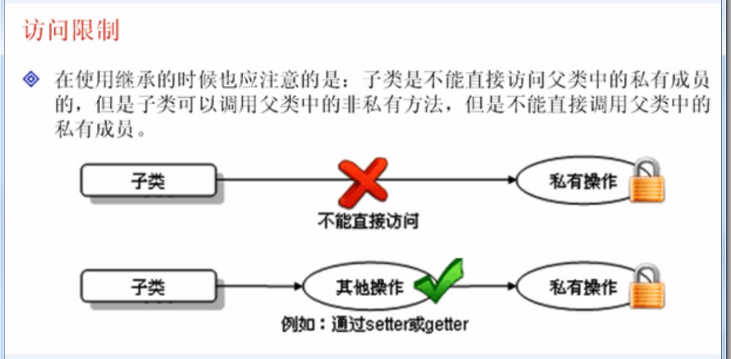 访问限制
在使用继承的时候也应注意的是：子类是不能直接访问父类中的私有成员
的，但是子类可以调用父类中的非私有方法，但是不能直接调用父类中的
私有成员。
子类
私有操作
不能直接访问
子类
其他操作
私有操作
例如：通过setter或getter